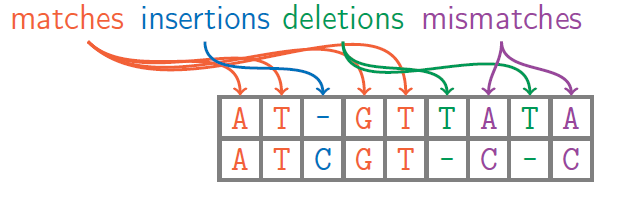 matches insertions deletions mismatches
A T - G T T A T A
A T C G T - C - C